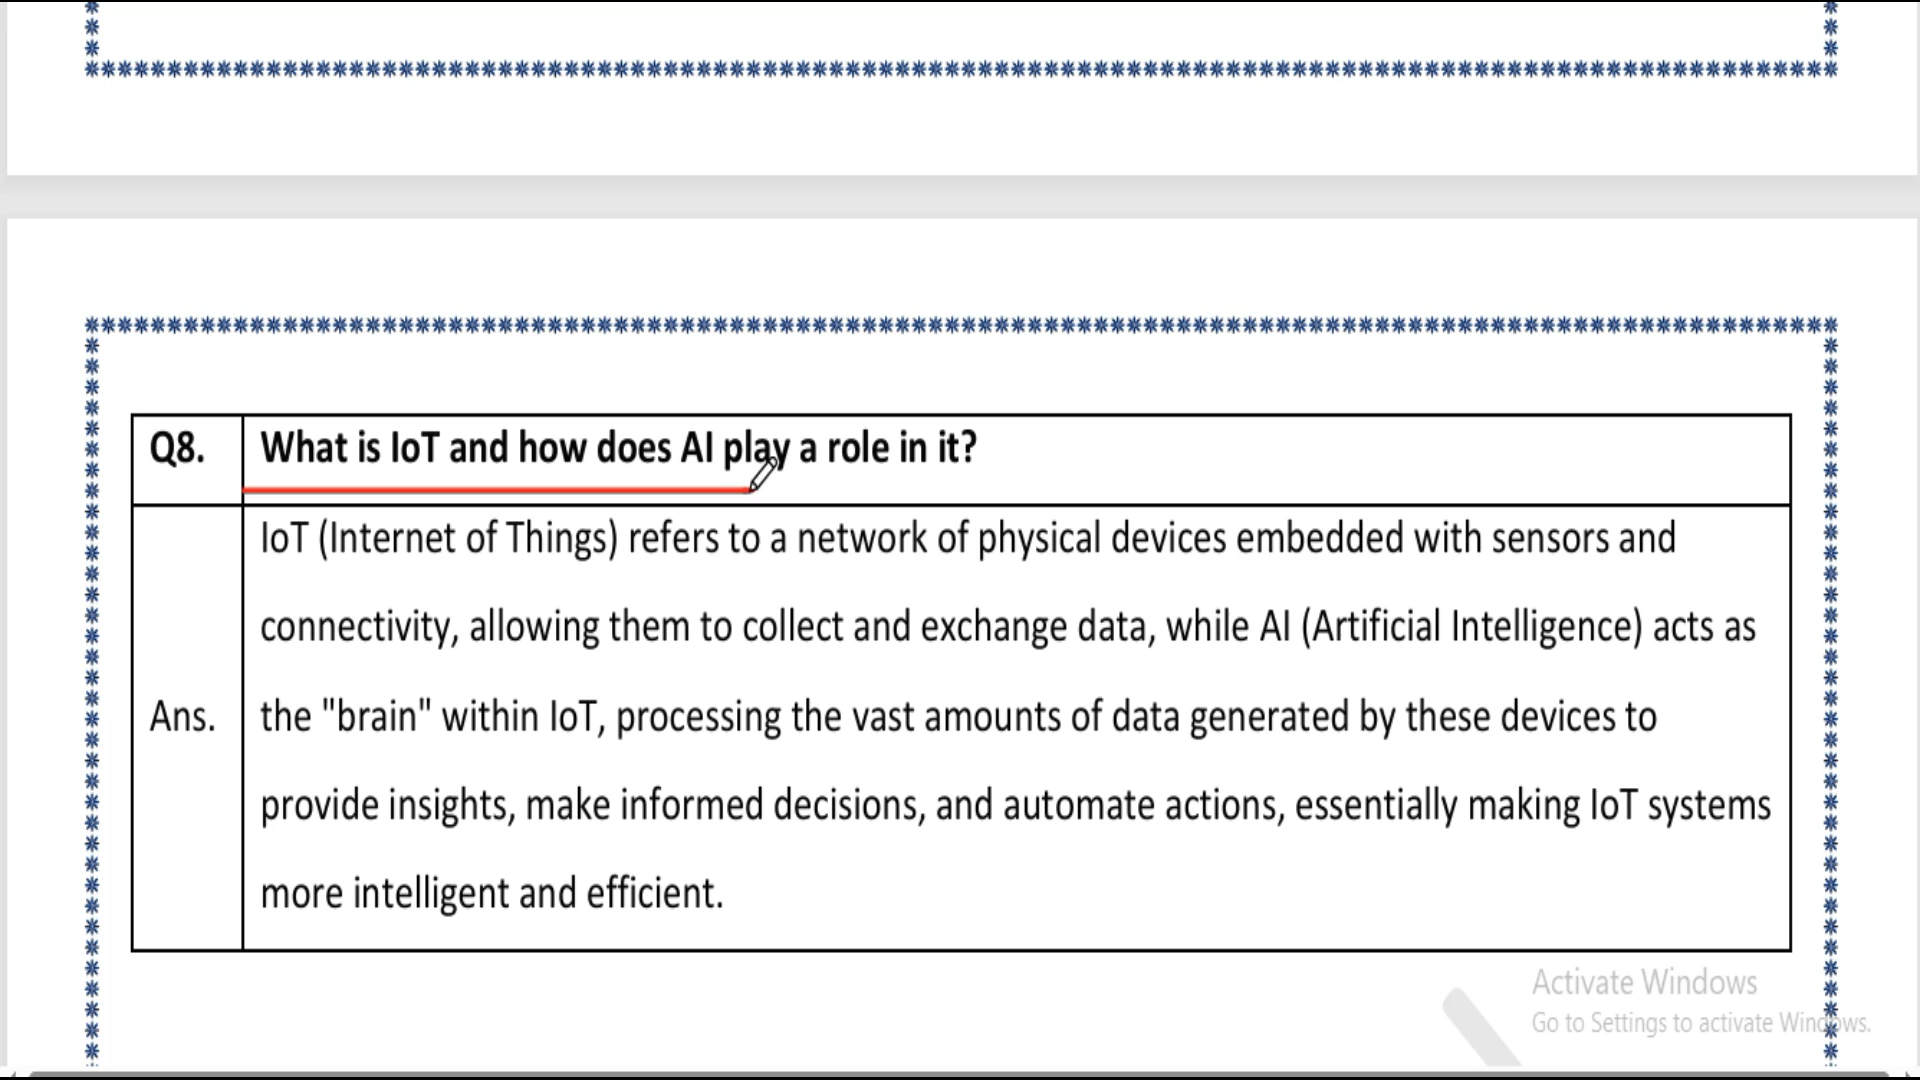 Q8. What is IoT and how does AI play a role in it?
IoT (Internet of Things) refers to a network of physical devices embedded with sensors and
connectivity, allowing them to collect and exchange data, while AI (Artificial Intelligence) acts as
Ans. the "brain" within IoT, processing the vast amounts of data generated by these devices to
provide insights, make informed decisions, and automate actions, essentially making IoT systems
more intelligent and efficient.
Activate Windows
Go to Settings to activate Windows.